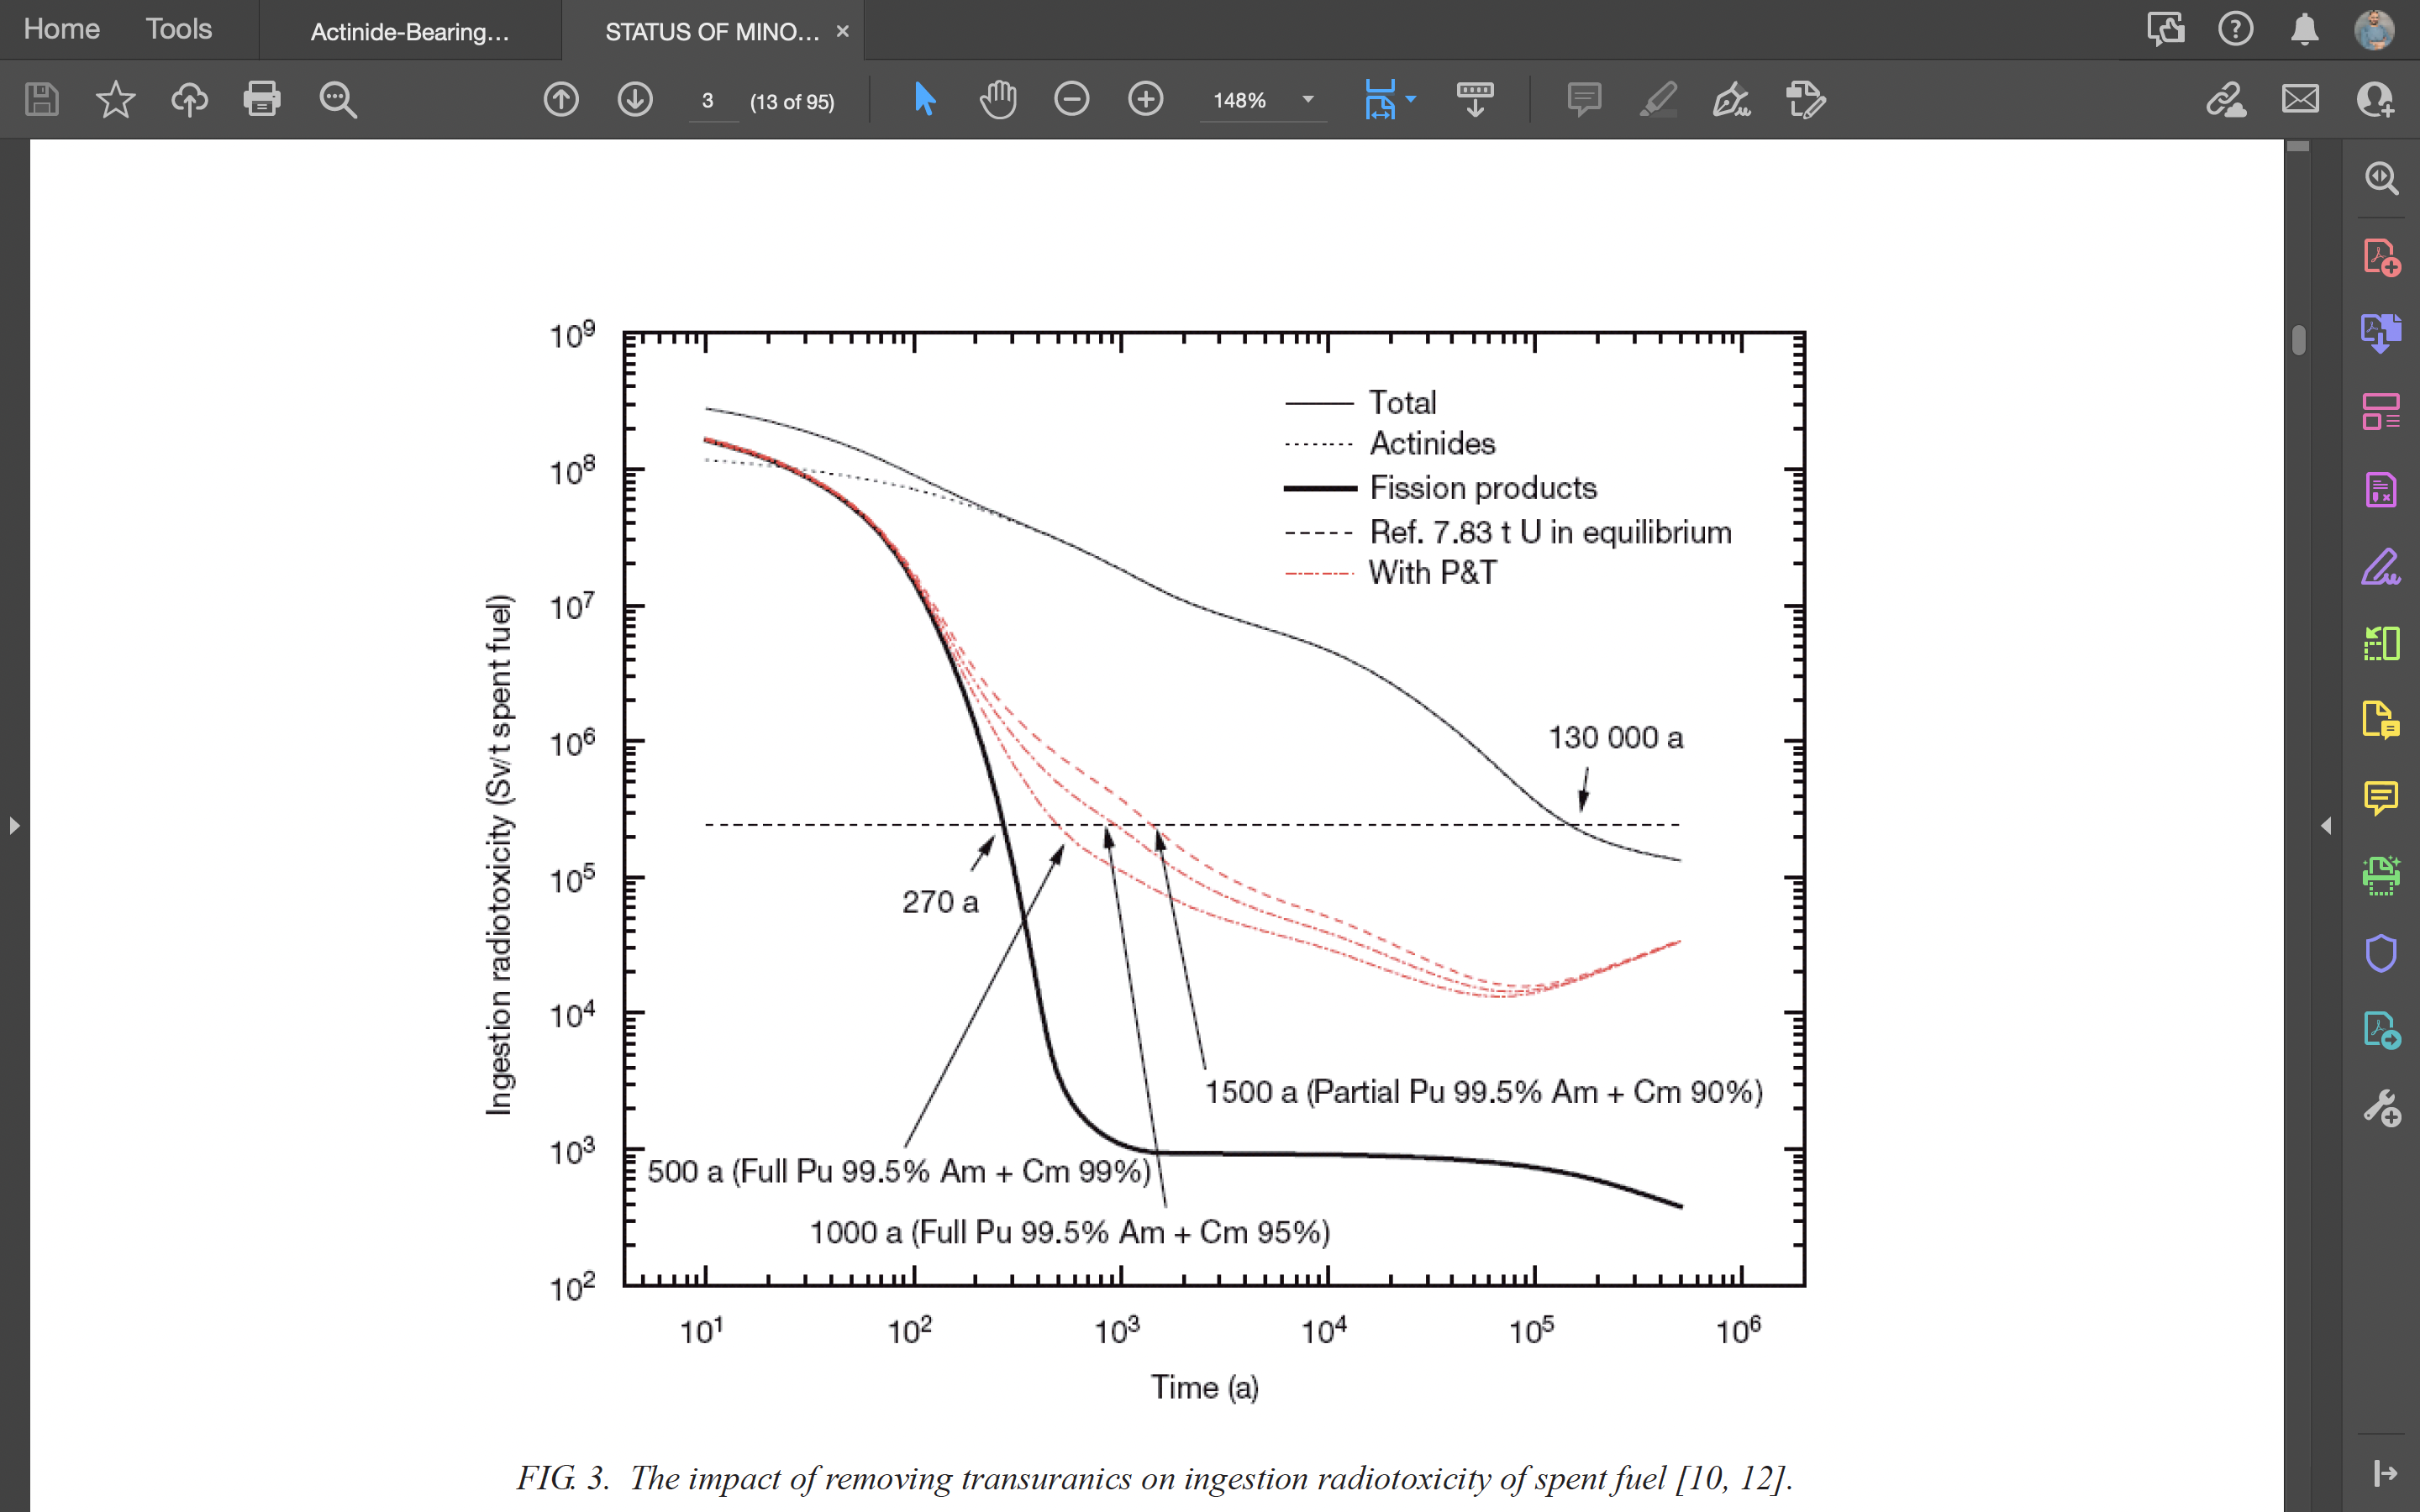 Home Tools Actinide-Bearing... STATUS OF MINO... ×
3 (13 of 95) 148%
10⁹
10⁸
10⁷
10⁶
10⁵
10⁴
10³
10²
Ingestion radiotoxicity (Sv/t spent fuel)
Total
Actinides
Fission products
Ref. 7.83 t U in equilibrium
With P&T
130 000 a
270 a
1500 a (Partial Pu 99.5% Am + Cm 90%)
500 a (Full Pu 99.5% Am + Cm 99%)
1000 a (Full Pu 99.5% Am + Cm 95%)
10¹ 10² 10³ 10⁴ 10⁵ 10⁶
Time (a)
FIG. 3. The impact of removing transuranics on ingestion radiotoxicity of spent fuel [10, 12].